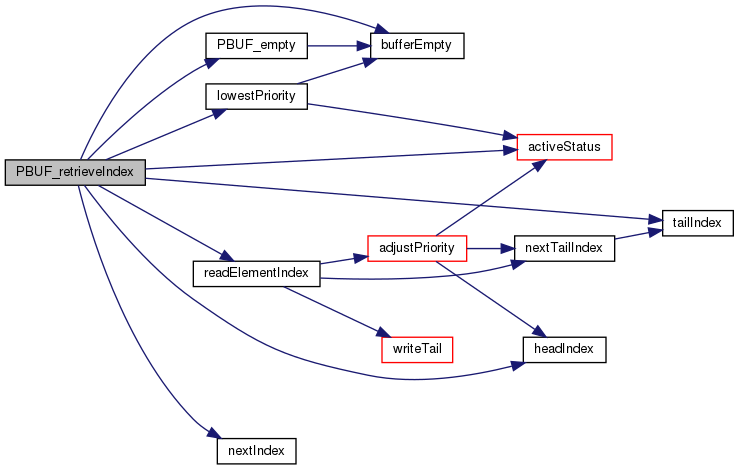 bufferEmpty
PBUF_empty
lowestPriority
activeStatus
PBUF_retrieveIndex
tailIndex
adjustPriority
nextTailIndex
readElementIndex
writeTail
headIndex
nextIndex